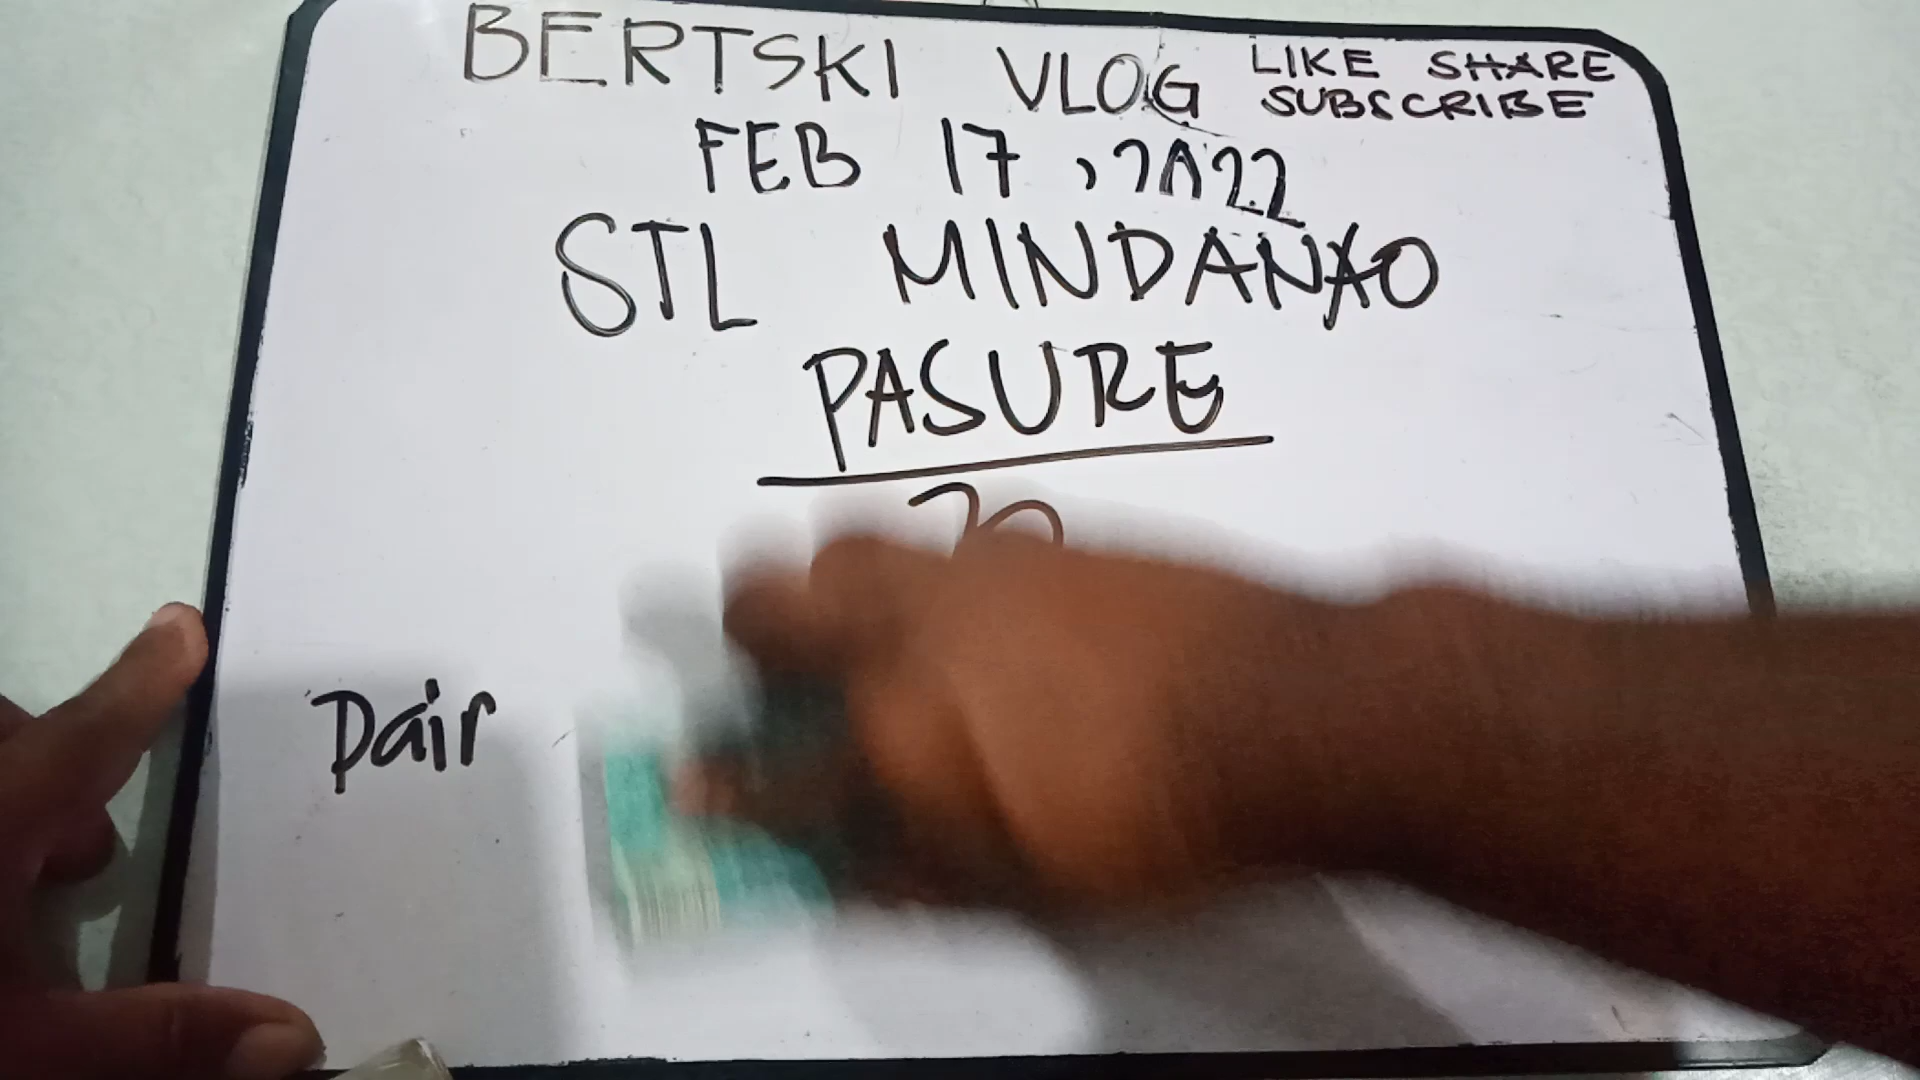 BERTSKI VLOG LIKE SHARE
SUBSCRIBE
FEB 17, 2022
STL MINDANAO
PASURE
Pair